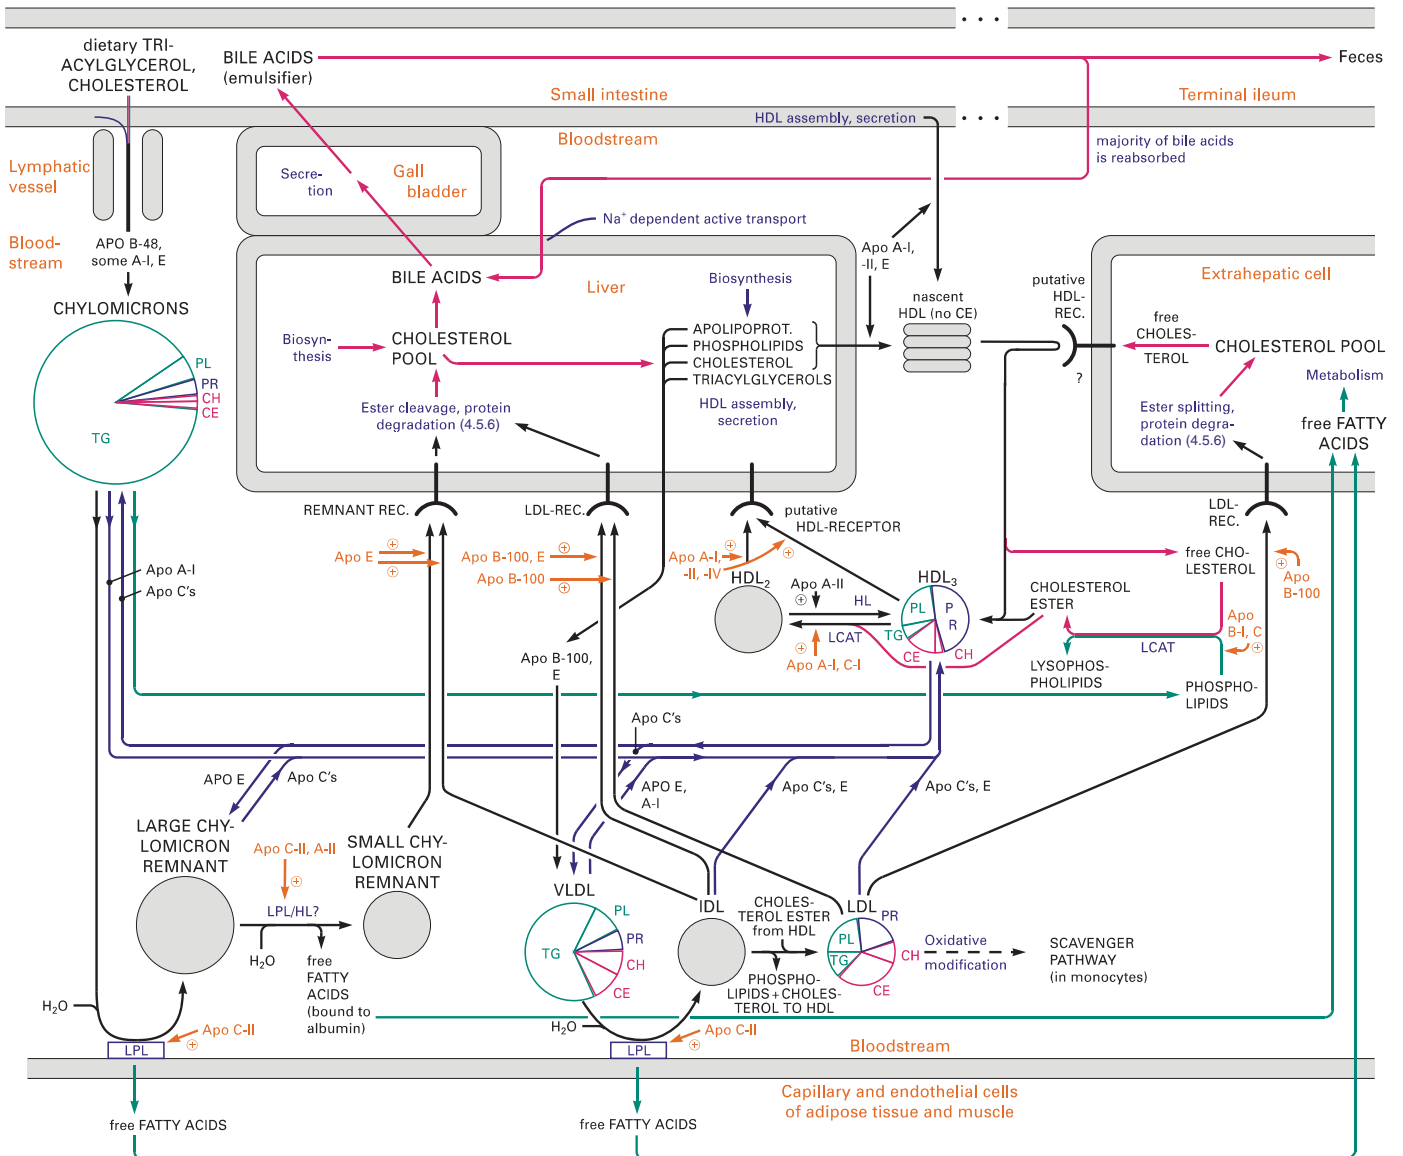 dietary TRI-
ACYLGLYCEROL,
CHOLESTEROL
BILE ACIDS
(emulsifier)
Feces
Small intestine
Terminal ileum
HDL assembly, secretion
Bloodstream
majority of bile acids
is reabsorbed
Lymphatic
vessel
Secre-
tion
Gall
bladder
Na+ dependent active transport
Blood-
stream
APO B-48,
some A-I, E
Apo A-I,
-II, E
CHYLOMICRONS
BILE ACIDS
Liver
Biosynthesis
nascent
HDL (no CE)
putative
HDL-
REC.
Extrahepatic cell
free
CHOLES-
TEROL
CHOLESTEROL POOL
?
Biosyn-
thesis
CHOLESTEROL
POOL
APOLIPOPROT.
PHOSPHOLIPIDS
CHOLESTEROL
TRIACYLGLYCEROLS
HDL assembly,
secretion
Metabolism
PL
PR
CH
CE
TG
Ester cleavage, protein
degradation (4.5.6)
Ester splitting,
protein degra-
dation (4.5.6)
free FATTY
ACIDS
REMNANT REC.
LDL-REC.
putative
HDL-RECEPTOR
LDL-
REC.
Apo E
+
+
Apo B-100, E
+
Apo B-100
+
Apo A-I,
-II, -IV
+
+
free CHO-
LESTEROL
+
Apo
B-100
Apo A-I
Apo C's
HDL2
Apo A-II
+
HL
LCAT
+
Apo A-I, C-I
HDL3
PL
P
R
TG
CE
CH
CHOLESTEROL
ESTER
LCAT
Apo
B-I, C
+
LYSOPHOS-
PHOLIPIDS
PHOSPHO-
LIPIDS
Apo B-100,
E
Apo C's
APO E
Apo C's
APO E,
A-I
Apo C's, E
Apo C's, E
LARGE CHY-
LOMICRON
REMNANT
Apo C-II, A-II
+
LPL/HL?
H2O
free
FATTY
ACIDS
(bound to
albumin)
SMALL CHY-
LOMICRON
REMNANT
VLDL
PL
PR
TG
CH
CE
IDL
CHOLES-
TEROL ESTER
from HDL
PHOSPHO-
LIPIDS+CHOLES-
TEROL TO HDL
LDL
PR
PL
TG
CH
CE
Oxidative
modification
SCAVENGER
PATHWAY
(in monocytes)
H2O
Apo C-II
+
LPL
H2O
Apo C-II
+
LPL
Bloodstream
Capillary and endothelial cells
of adipose tissue and muscle
free FATTY ACIDS
free FATTY ACIDS